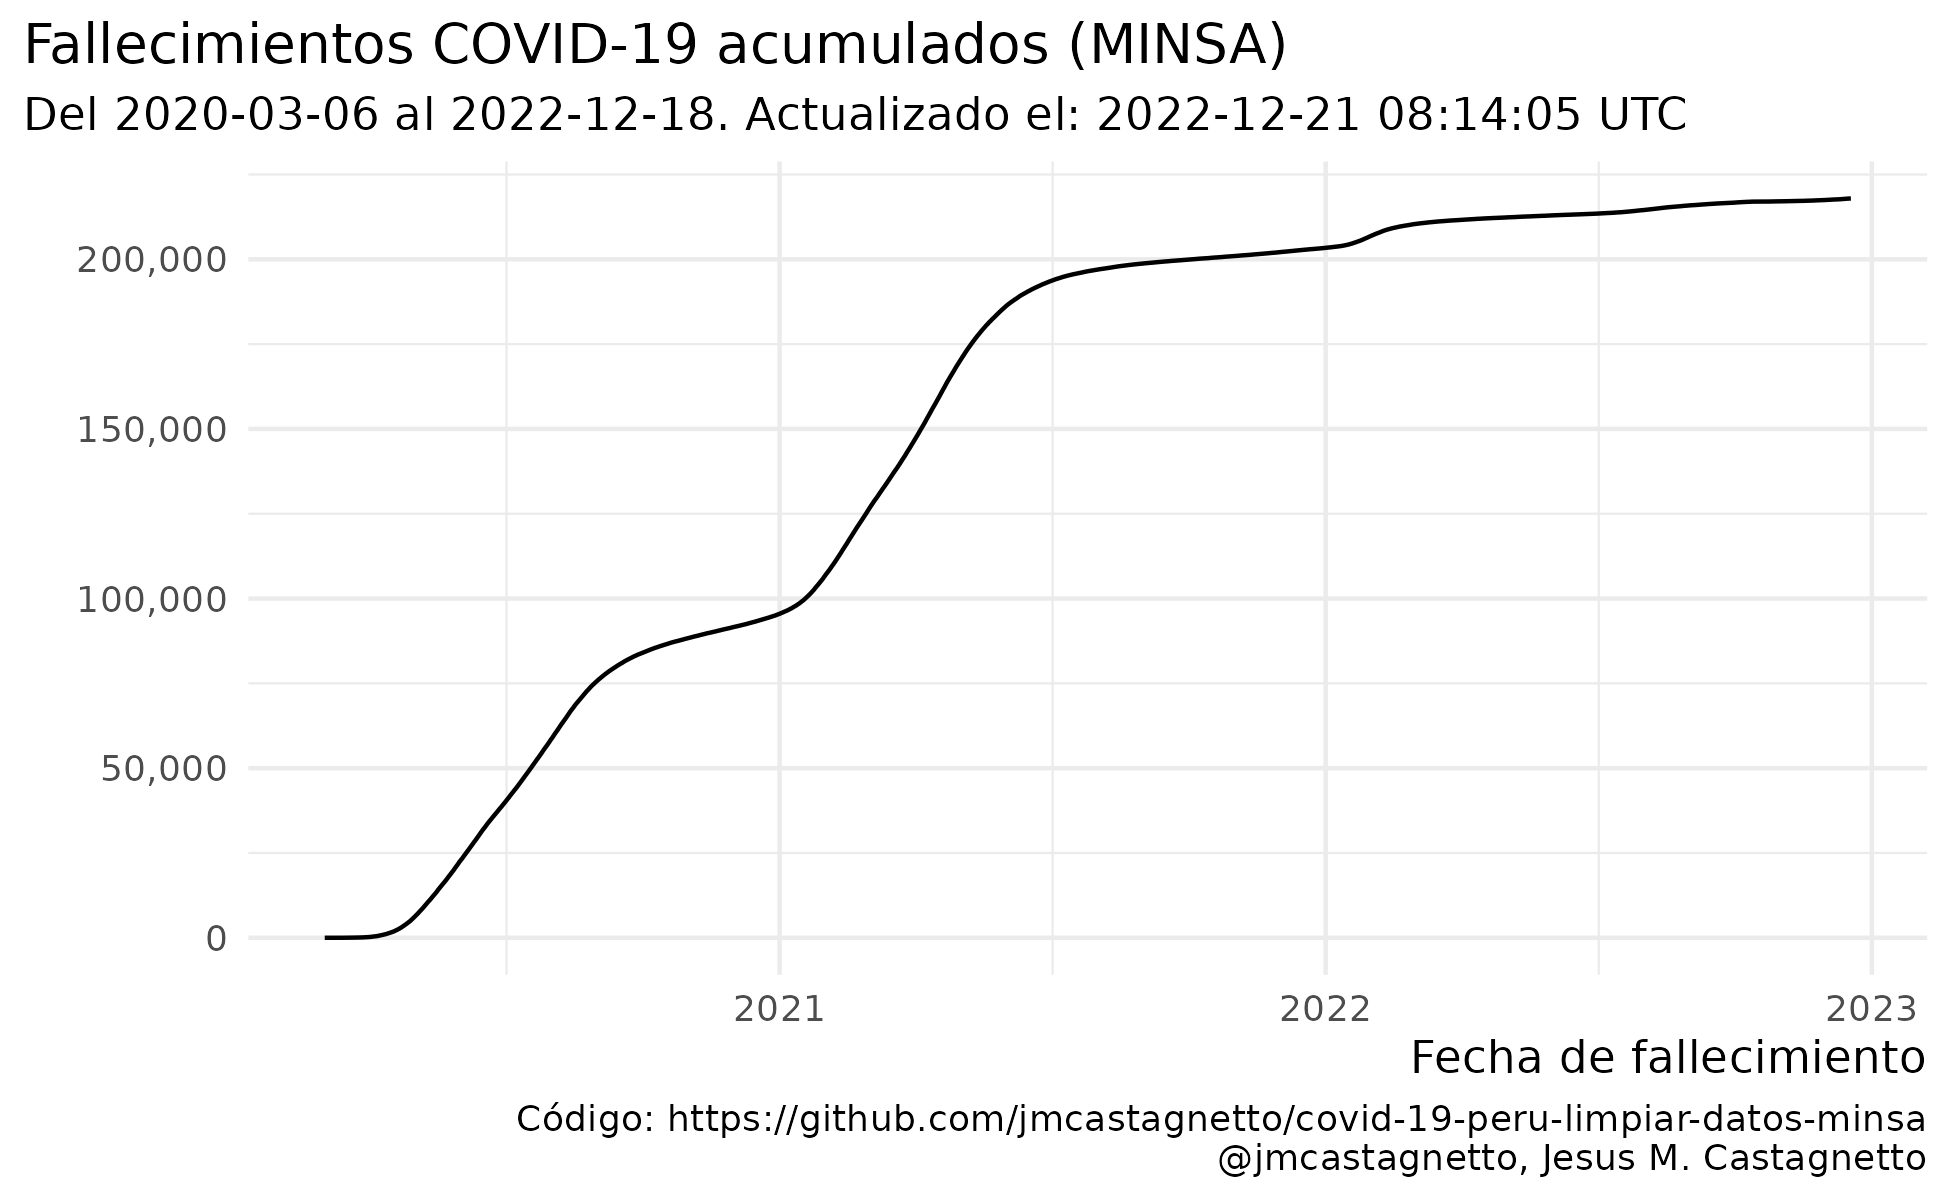 Fallecimientos COVID-19 acumulados (MINSA)
Del 2020-03-06 al 2022-12-18. Actualizado el: 2022-12-21 08:14:05 UTC
200,000
150,000
100,000
50,000
0
2021 2022 2023
Fecha de fallecimiento
Código: https://github.com/jmcastagnetto/covid-19-peru-limpiar-datos-minsa
@jmcastagnetto, Jesus M. Castagnetto